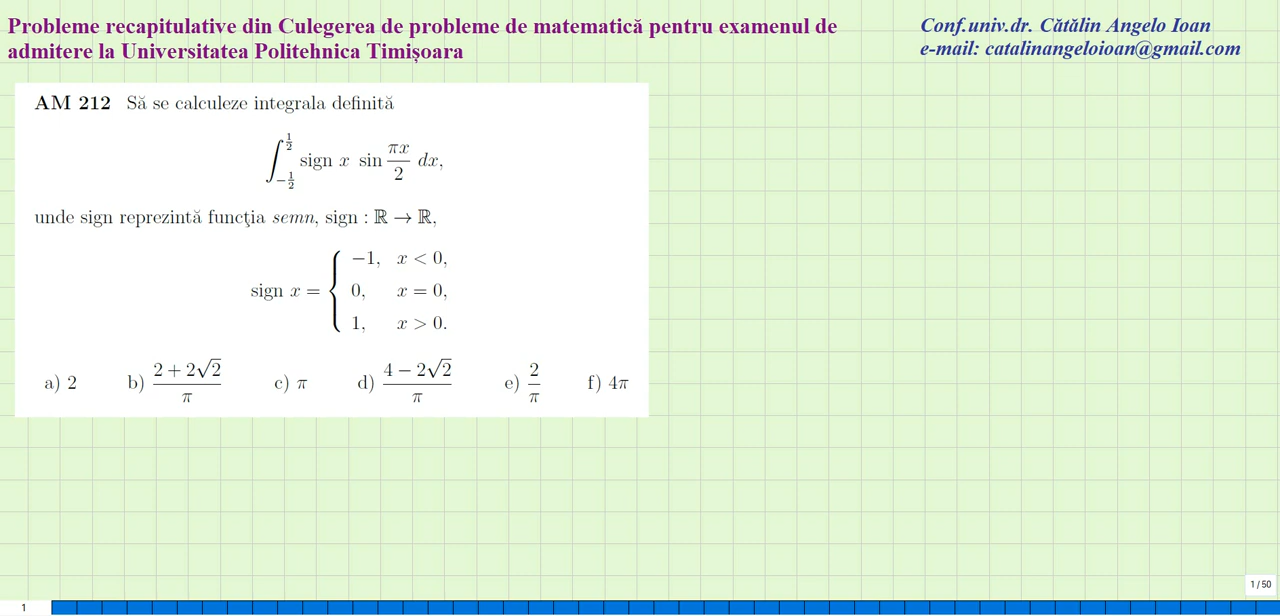 Probleme recapitulative din Culegerea de probleme de matematică pentru examenul de
admitere la Universitatea Politehnica Timișoara
Conf.univ.dr. Cătălin Angelo Ioan
e-mail: catalinangeloioan@gmail.com
AM 212 Să se calculeze integrala definită
∫_{-1/2}^{1/2} sign x sin πx/2 dx,
unde sign reprezintă funcţia semn, sign : ℝ → ℝ,
sign x = { −1, x < 0,
0, x = 0,
1, x > 0.
a) 2 b) (2 + 2√2)/π c) π d) (4 − 2√2)/π e) 2/π f) 4π
1 / 50
1